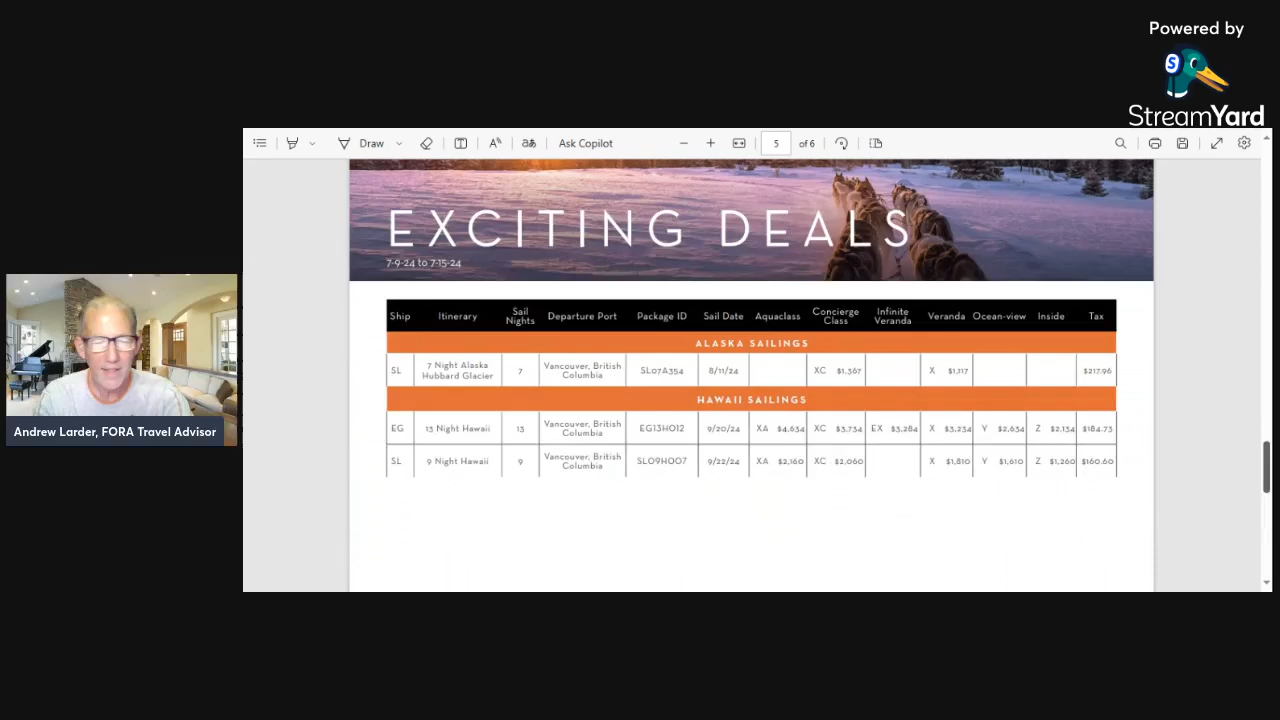 Powered by
S
StreamYard
Draw
aあ
Ask Copilot
5 of 6
EXCITING DEALS
7-9-24 to 7-15-24
Ship Itinerary Sail Nights Departure Port Package ID Sail Date Aquaclass Concierge Class Infinite Veranda Veranda Ocean-view Inside Tax
ALASKA SAILINGS
SL 7 Night Alaska Hubbard Glacier 7 Vancouver, British Columbia SL07A354 8/11/24 XC $1,367 X $1,117 $217.96
HAWAII SAILINGS
EG 13 Night Hawaii 13 Vancouver, British Columbia EG13HO12 9/20/24 XA $4,634 XC $3,734 EX $3,284 X $3,234 Y $2,634 Z $2,134 $184.73
SL 9 Night Hawaii 9 Vancouver, British Columbia SL09HO07 9/22/24 XA $2,160 XC $2,060 X $1,810 Y $1,610 Z $1,260 $160.60
Andrew Larder, FORA Travel Advisor